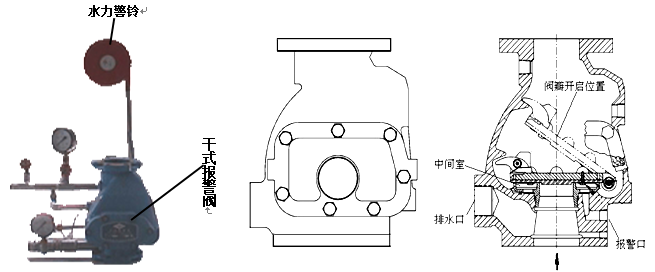 水力警铃
干式报警阀
阀瓣开启位置
中间室
排水口
报警口